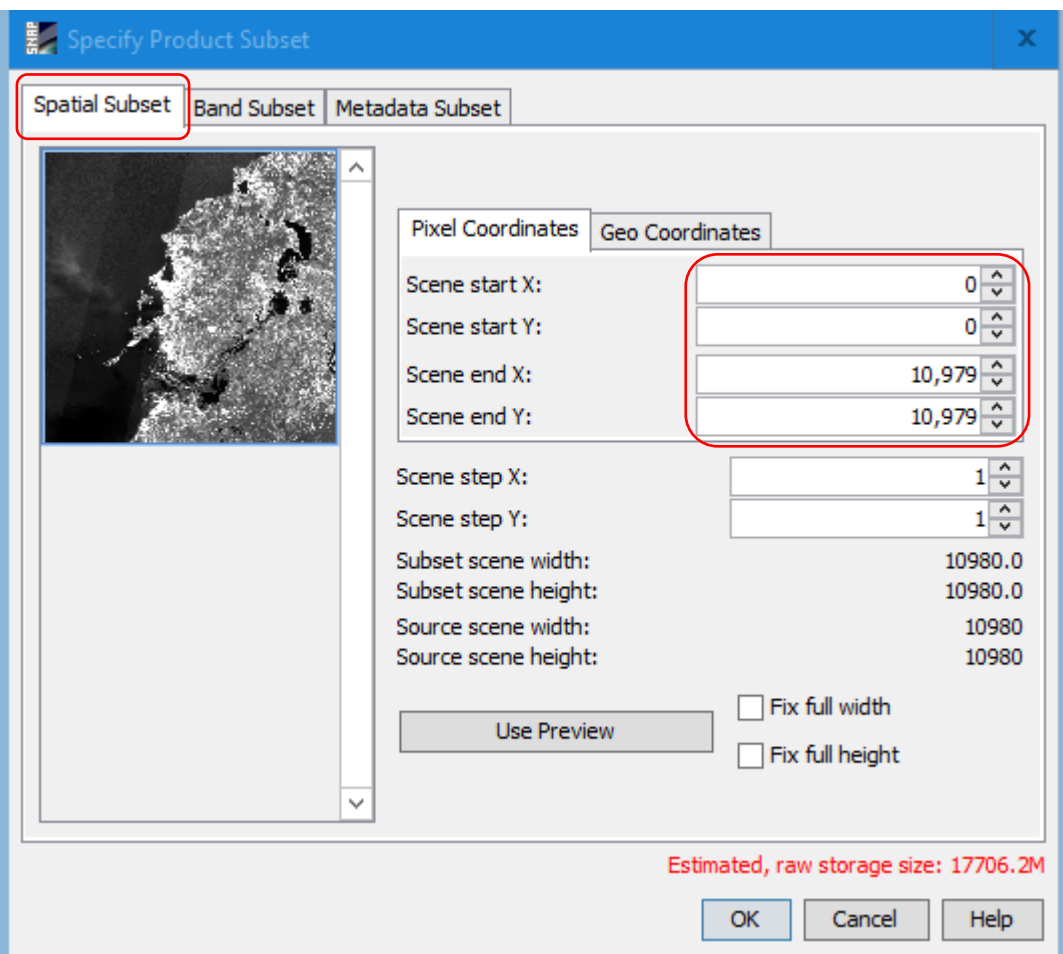 SNAP
Specify Product Subset
Spatial Subset Band Subset Metadata Subset
Pixel Coordinates Geo Coordinates
Scene start X: 0
Scene start Y: 0
Scene end X: 10,979
Scene end Y: 10,979
Scene step X: 1
Scene step Y: 1
Subset scene width: 10980.0
Subset scene height: 10980.0
Source scene width: 10980
Source scene height: 10980
Use Preview
Fix full width
Fix full height
Estimated, raw storage size: 17706.2M
OK Cancel Help